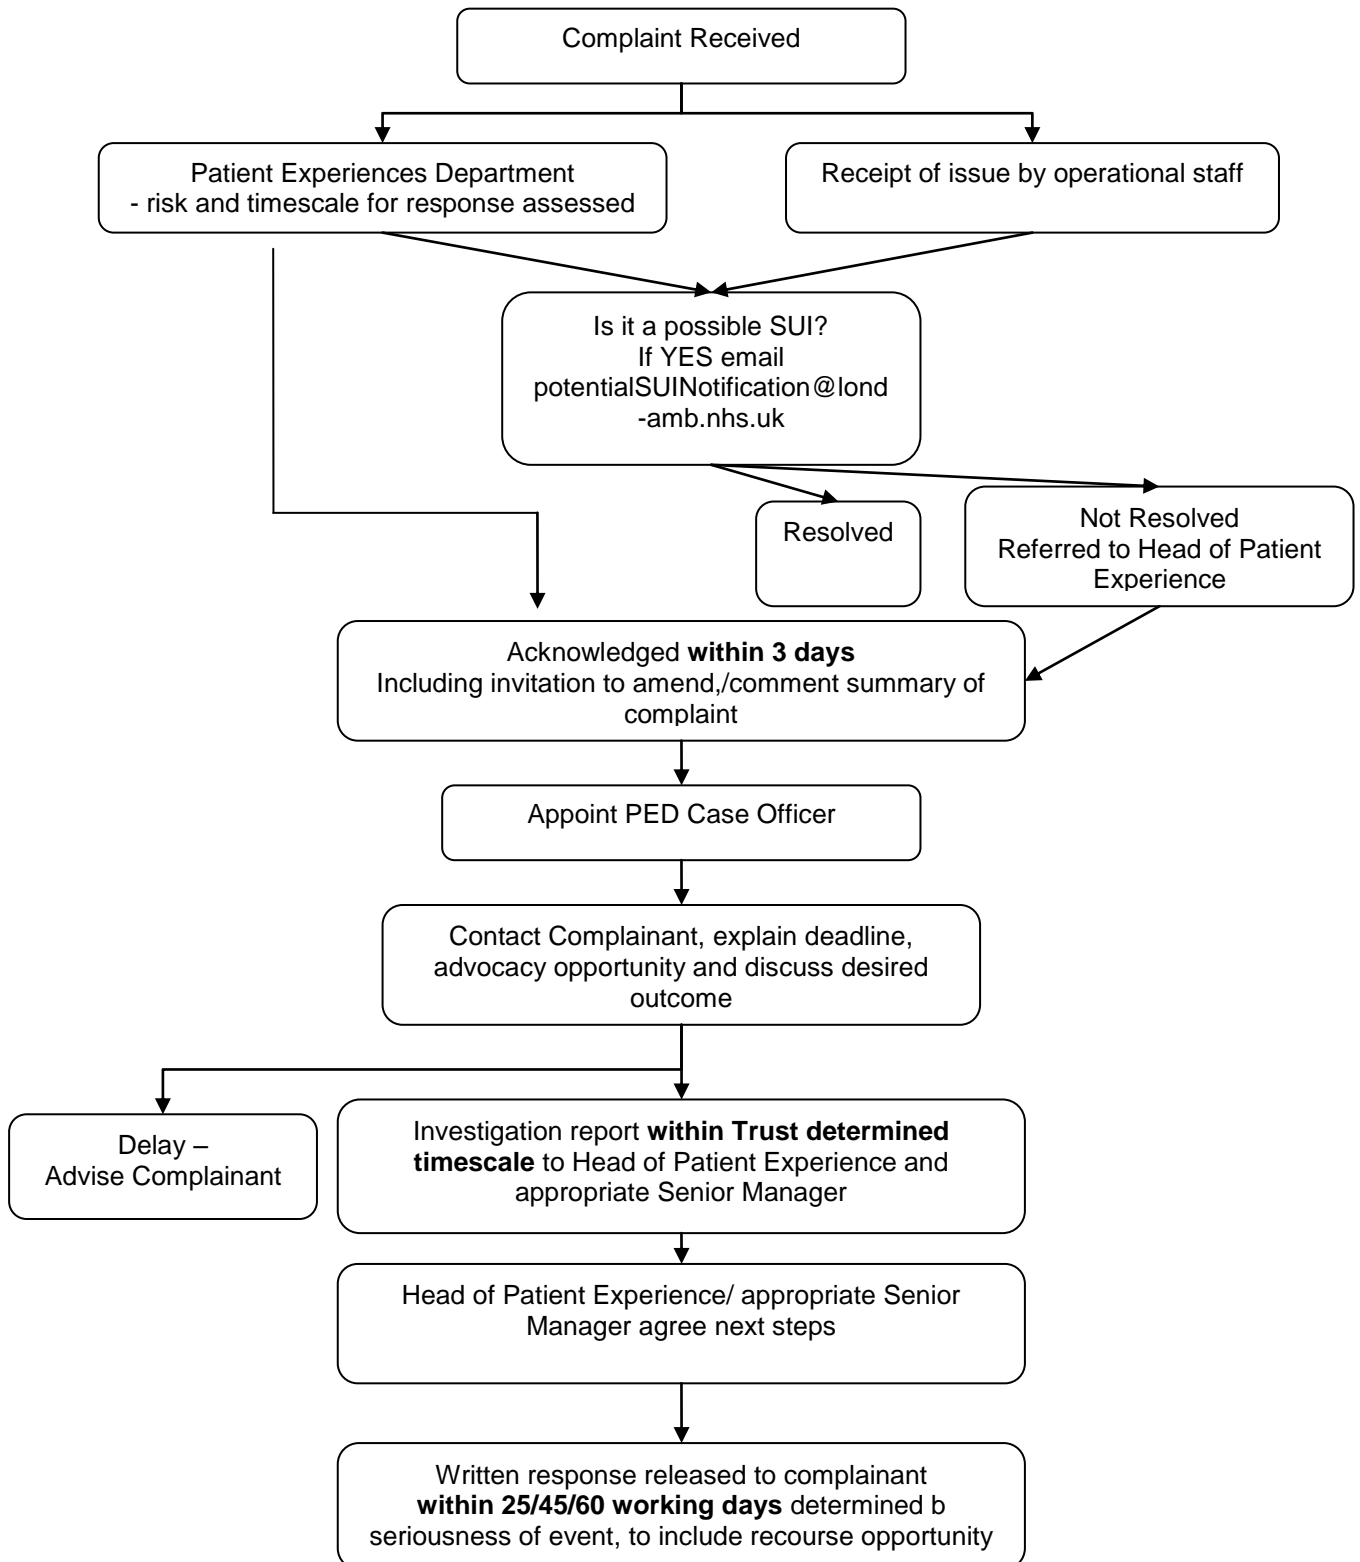 Complaint Received
Patient Experiences Department
- risk and timescale for response assessed
Receipt of issue by operational staff
Is it a possible SUI?
If YES email
potentialSUINotification@lond
-amb.nhs.uk
Resolved
Not Resolved
Referred to Head of Patient
Experience
Acknowledged within 3 days
Including invitation to amend,/comment summary of
complaint
Appoint PED Case Officer
Contact Complainant, explain deadline,
advocacy opportunity and discuss desired
outcome
Delay –
Advise Complainant
Investigation report within Trust determined
timescale to Head of Patient Experience and
appropriate Senior Manager
Head of Patient Experience/ appropriate Senior
Manager agree next steps
Written response released to complainant
within 25/45/60 working days determined b
seriousness of event, to include recourse opportunity